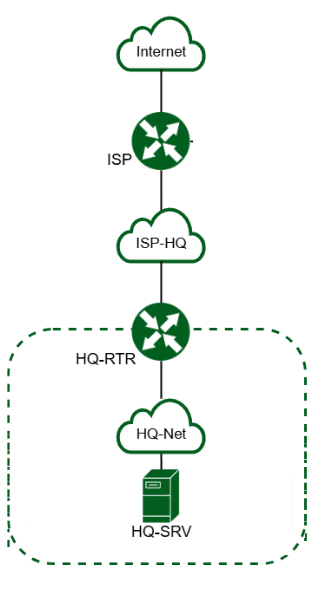 Internet
ISP
ISP-HQ
HQ-RTR
HQ-Net
HQ-SRV